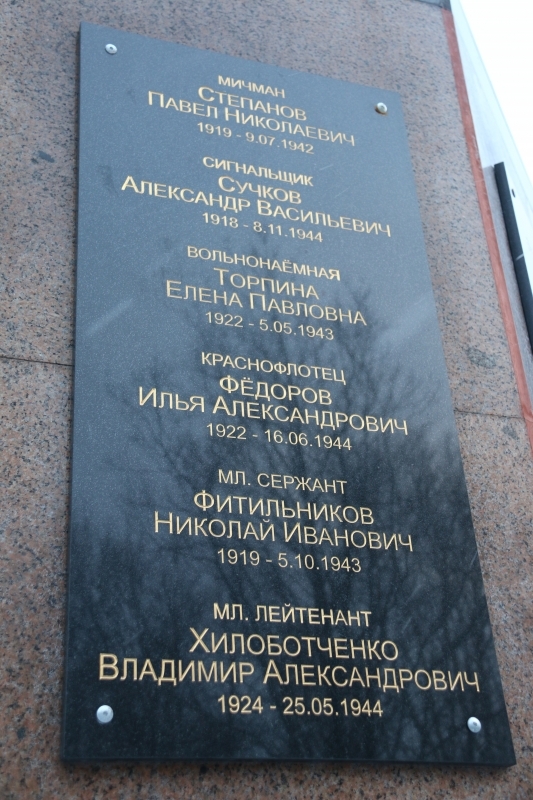 МИЧМАН
СТЕПАНОВ
ПАВЕЛ НИКОЛАЕВИЧ
1919 - 9.07.1942
СИГНАЛЬЩИК
СУЧКОВ
АЛЕКСАНДР ВАСИЛЬЕВИЧ
1918 - 8.11.1944
ВОЛЬНОНАЁМНАЯ
ТОРПИНА
ЕЛЕНА ПАВЛОВНА
1922 - 5.05.1943
КРАСНОФЛОТЕЦ
ФЁДОРОВ
ИЛЬЯ АЛЕКСАНДРОВИЧ
1922 - 16.06.1944
МЛ. СЕРЖАНТ
ФИТИЛЬНИКОВ
НИКОЛАЙ ИВАНОВИЧ
1919 - 5.10.1943
МЛ. ЛЕЙТЕНАНТ
ХИЛОБОТЧЕНКО
ВЛАДИМИР АЛЕКСАНДРОВИЧ
1924 - 25.05.1944